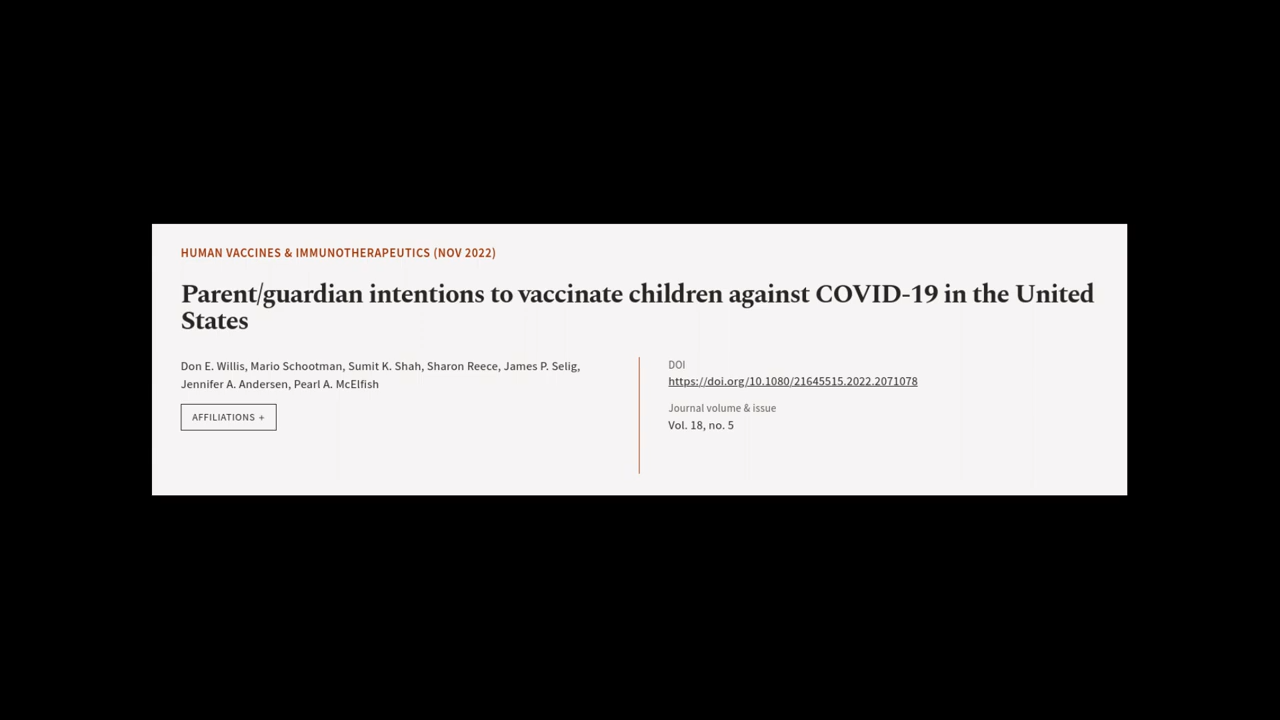 HUMAN VACCINES & IMMUNOTHERAPEUTICS (NOV 2022)
Parent/guardian intentions to vaccinate children against COVID-19 in the United
States
Don E. Willis, Mario Schootman, Sumit K. Shah, Sharon Reece, James P. Selig,
Jennifer A. Andersen, Pearl A. McElfish
AFFILIATIONS +
DOI
https://doi.org/10.1080/21645515.2022.2071078
Journal volume & issue
Vol. 18, no. 5